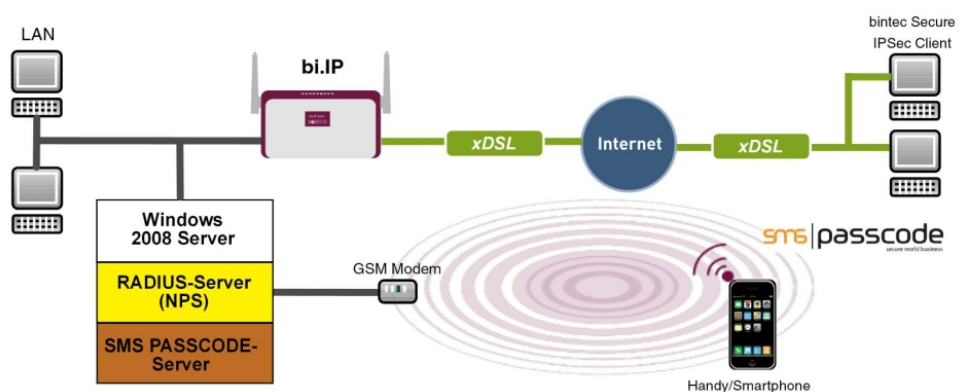 LAN
bi.IP
bintec Secure
IPSec Client
xDSL
Internet
xDSL
Windows
2008 Server
RADIUS-Server
(NPS)
SMS PASSCODE-
Server
GSM Modem
sms|passcode
secure world business
Handy/Smartphone